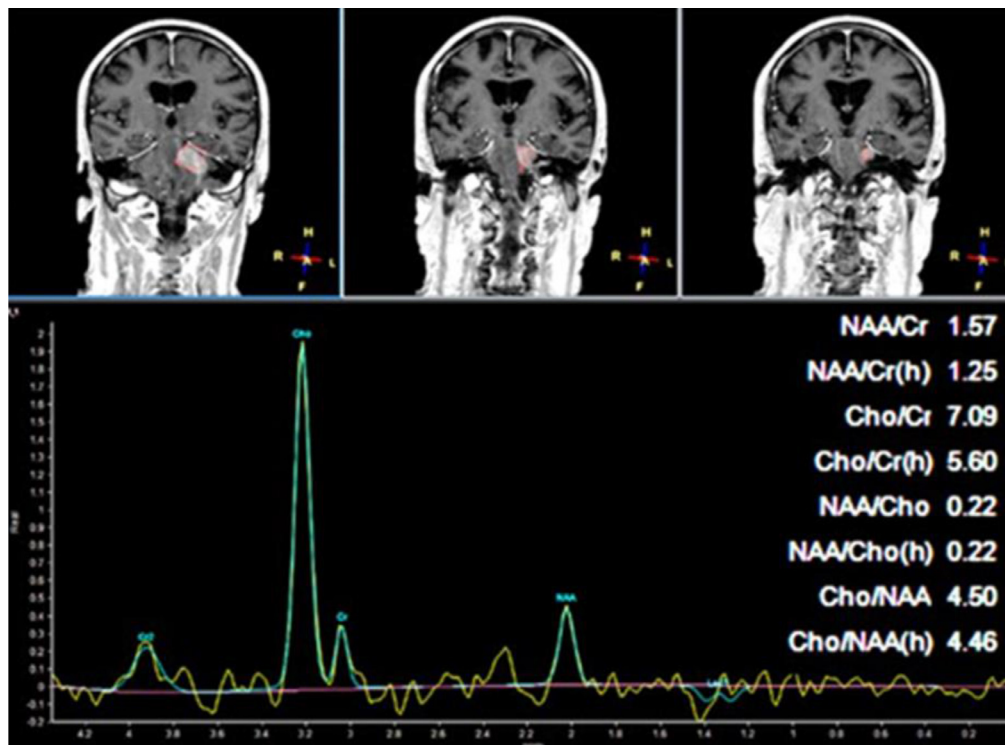 H
R A L
F
H
R A L
F
H
R A L
F
2
1.9
1.8
1.7
1.6
1.5
1.4
1.3
1.2
1.1
1
0.9
0.8
0.7
0.6
0.5
0.4
0.3
0.2
0.1
0
-0.1
-0.2
Real
Cho
Cr2
Cr
NAA
Lac
4.2 4 3.8 3.6 3.4 3.2 3 2.8 2.6 2.4 2.2 2 1.8 1.6 1.4 1.2 1 0.8 0.6 0.4 0.2
NAA/Cr 1.57
NAA/Cr(h) 1.25
Cho/Cr 7.09
Cho/Cr(h) 5.60
NAA/Cho 0.22
NAA/Cho(h) 0.22
Cho/NAA 4.50
Cho/NAA(h) 4.46